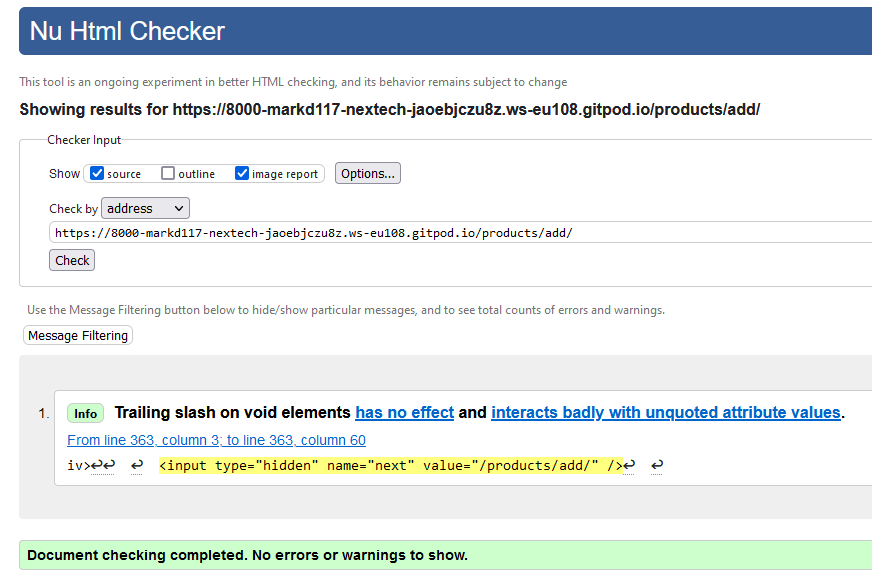 Nu Html Checker
This tool is an ongoing experiment in better HTML checking, and its behavior remains subject to change
Showing results for https://8000-markd117-nextech-jaoebjczu8z.ws-eu108.gitpod.io/products/add/
Checker Input
Show source outline image report Options...
Check by address
https://8000-markd117-nextech-jaoebjczu8z.ws-eu108.gitpod.io/products/add/
Check
Use the Message Filtering button below to hide/show particular messages, and to see total counts of errors and warnings.
Message Filtering
1. Info Trailing slash on void elements has no effect and interacts badly with unquoted attribute values.
From line 363, column 3; to line 363, column 60
iv>↩↩ ↩ <input type="hidden" name="next" value="/products/add/" />↩ ↩
Document checking completed. No errors or warnings to show.